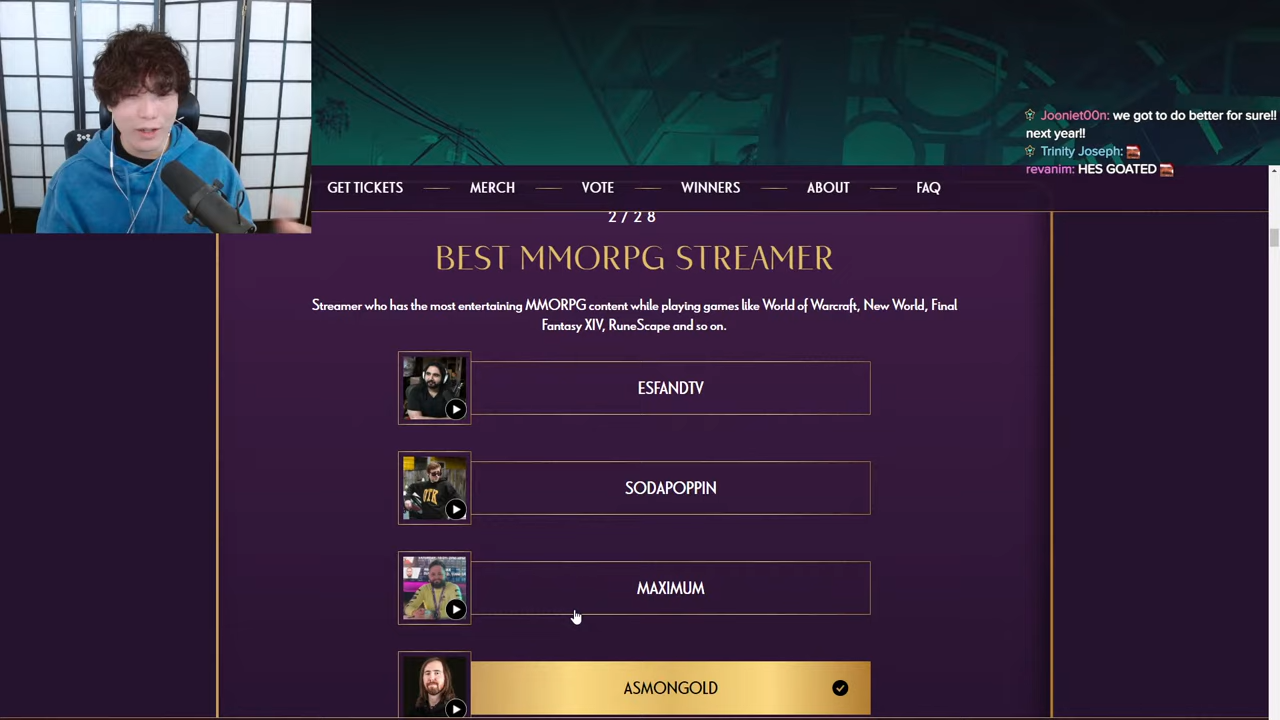 Jooniet00n: we got to do better for sure!!
next year!!
Trinity Joseph:
revanim: HES GOATED
GET TICKETS
MERCH
VOTE
WINNERS
ABOUT
FAQ
2/28
BEST MMORPG STREAMER
Streamer who has the most entertaining MMORPG content while playing games like World of Warcraft, New World, Final
Fantasy XIV, RuneScape and so on.
ESFANDTV
SODAPOPPIN
MAXIMUM
ASMONGOLD